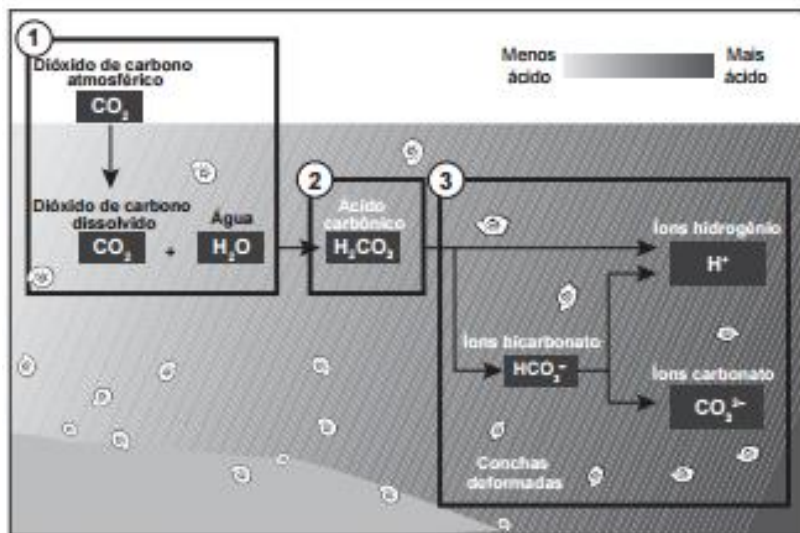 1
Dióxido de carbono
atmosférico
CO₂
Menos
ácido
Mais
ácido
Dióxido de carbono
dissolvido
CO₂
+
Água
H₂O
2
Ácido
carbônico
H₂CO₃
3
Íons hidrogênio
H⁺
Íons bicarbonato
HCO₃⁻
Íons carbonato
CO₃²⁻
Conchas
deformadas